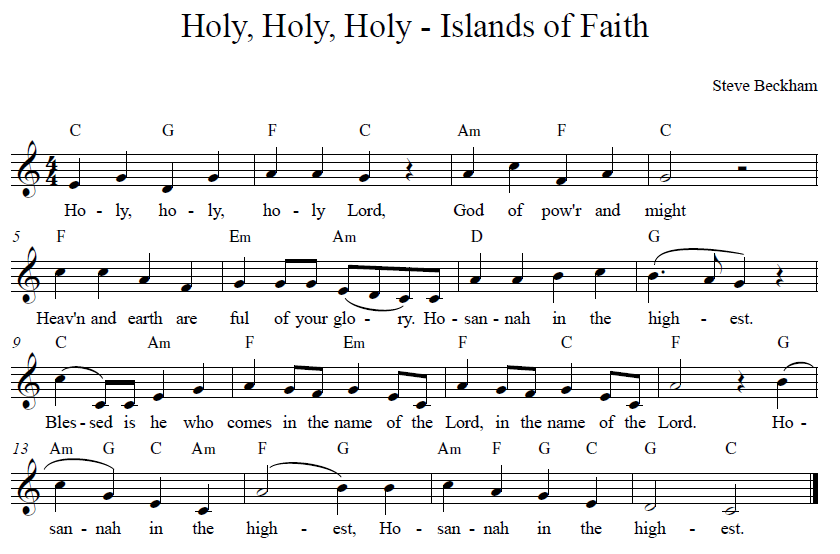 Holy, Holy, Holy - Islands of Faith
Steve Beckham
C G F C Am F C
4 4
Ho - ly, ho - ly, ho - ly Lord, God of pow'r and might
5 F Em Am D G
Heav'n and earth are ful of your glo - ry. Ho - san - nah in the high - est.
9 C Am F Em F C F G
Bles - sed is he who comes in the name of the Lord, in the name of the Lord. Ho -
13 Am G C Am F G Am F G C G C
san - nah in the high - est, Ho - san - nah in the high - est.